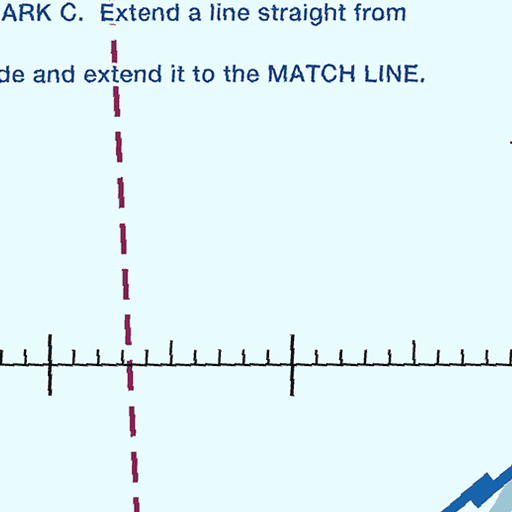 ARK C. Extend a line straight from
de and extend it to the MATCH LINE.